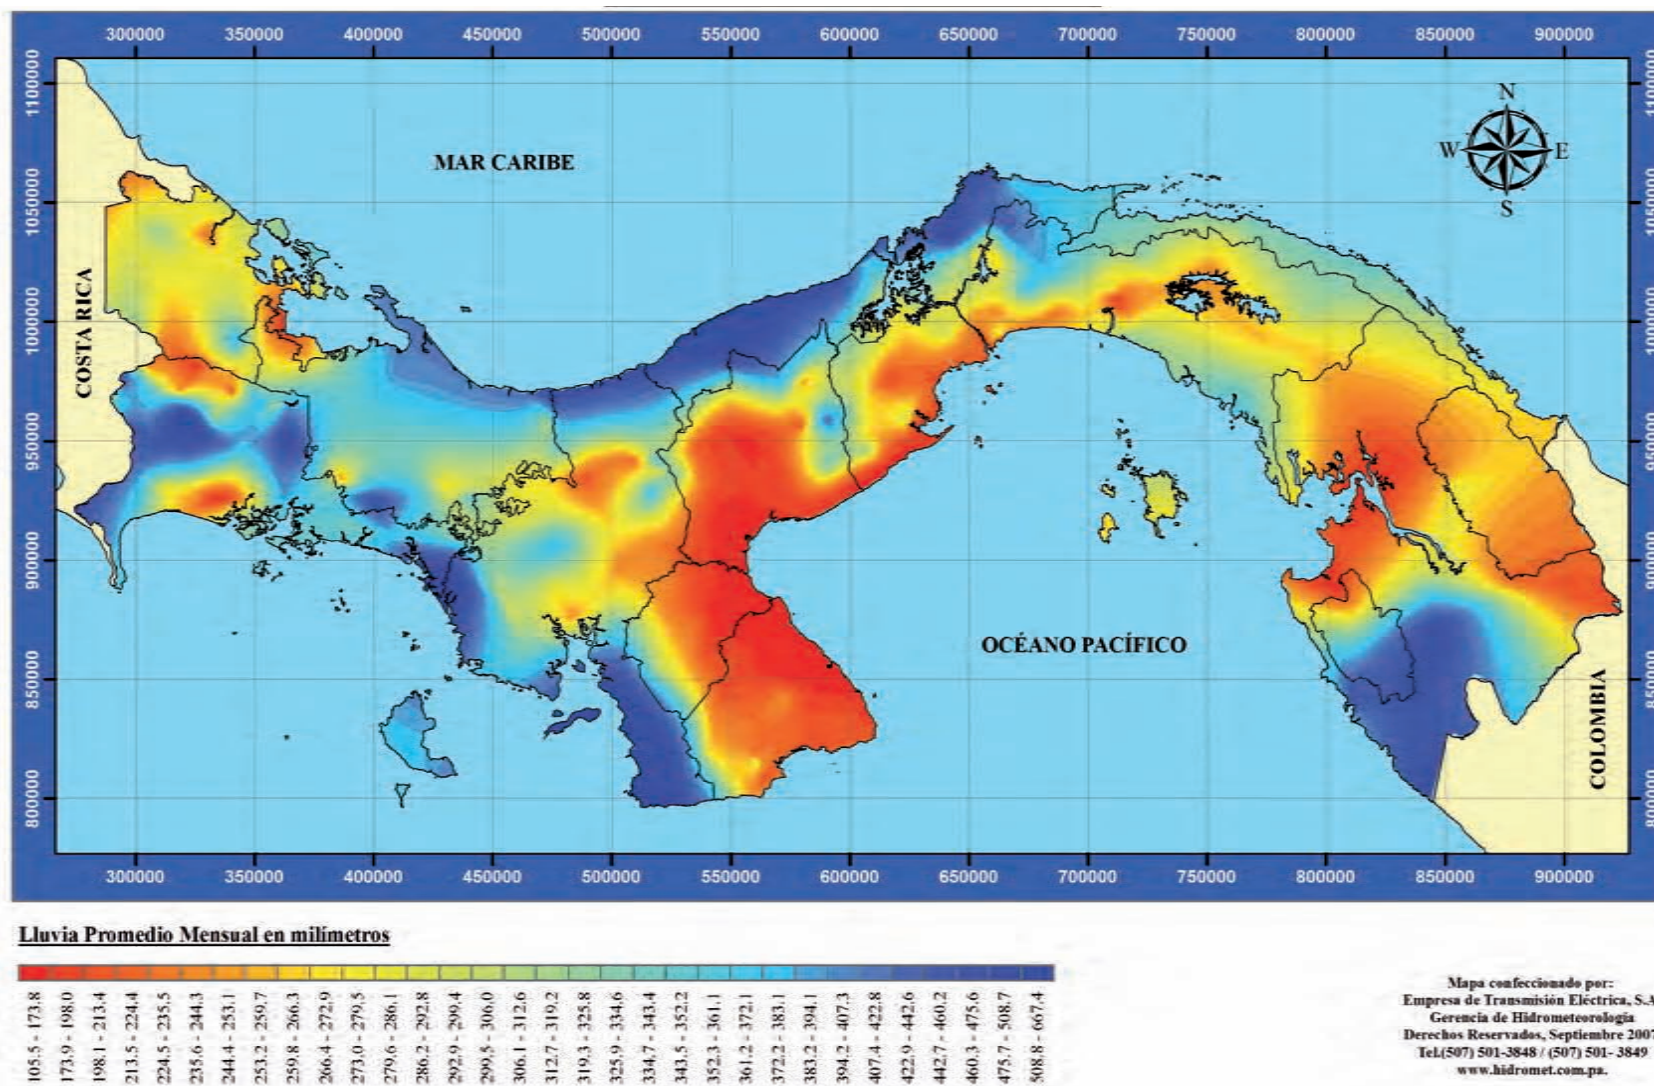 300000 350000 400000 450000 500000 550000 600000 650000 700000 750000 800000 850000 900000
1100000
1100000
N
W E
S
MAR CARIBE
1050000
1050000
COSTA RICA
1000000
1000000
950000
950000
900000
900000
OCÉANO PACÍFICO
850000
850000
COLOMBIA
800000
800000
300000 350000 400000 450000 500000 550000 600000 650000 700000 750000 800000 850000 900000
Lluvia Promedio Mensual en milímetros
105.5 - 173.8
173.9 - 198.0
198.1 - 213.4
213.5 - 224.4
224.5 - 235.5
235.6 - 244.3
244.4 - 253.1
253.2 - 259.7
259.8 - 266.3
266.4 - 272.9
273.0 - 279.5
279.6 - 286.1
286.2 - 292.8
292.9 - 299.4
299.5 - 306.0
306.1 - 312.6
312.7 - 319.2
319.3 - 325.8
325.9 - 334.6
334.7 - 343.4
343.5 - 352.2
352.3 - 361.1
361.2 - 372.1
372.2 - 383.1
383.2 - 394.1
394.2 - 407.3
407.4 - 422.8
422.9 - 442.6
442.7 - 460.2
460.3 - 475.6
475.7 - 508.7
508.8 - 667.4
Mapa confeccionado por:
Empresa de Transmisión Eléctrica, S.A
Gerencia de Hidrometeorología
Derechos Reservados, Septiembre 2007
Tel.(507) 501-3848 / (507) 501- 3849
www.hidromet.com.pa.